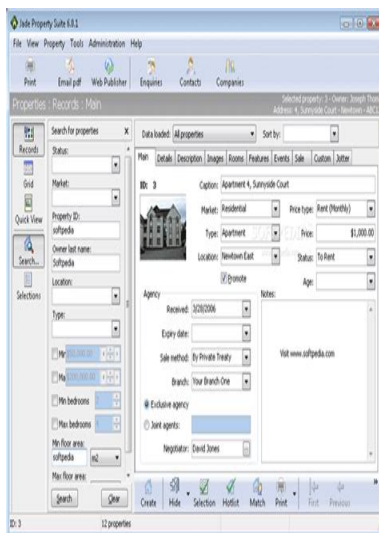 Jade Property Suite 6.0.1
File View Property Tools Administration Help
Print Email pdf Web Publisher Enquiries Contacts Companies
Selected property: 3 - Owner: Joseph Thom
Properties : Records : Main
Address: 4, Sunnyside Court - Newtown - ABC1
Records
Grid
Quick View
Search...
Selections
Search for properties x
Status:
Market:
Property ID:
softpedia
Owner last name:
Softpedia
Location:
Type:
Min bedrooms
Max bedrooms
Min floor area:
softpedia m2
Max floor area:
Search Clear
Data loaded: All properties Sort by:
Main Details Description Images Rooms Features Events Sale Custom Jotter
ID: 3 Caption: Apartment 4, Sunnyside Court
Market: Residential Price type: Rent (Monthly)
Type: Apartment Price: $1,000.00
Location: Newtown East Status: To Rent
Promote Age:
Agency Notes:
Received: 3/28/2006
Expiry date:
Sale method: By Private Treaty
Visit www.softpedia.com
Branch: Your Branch One
Exclusive agency
Joint agents:
Negotiator: David Jones
Create Hide Selection Hotlist Match Print First Previous
ID: 3 12 properties